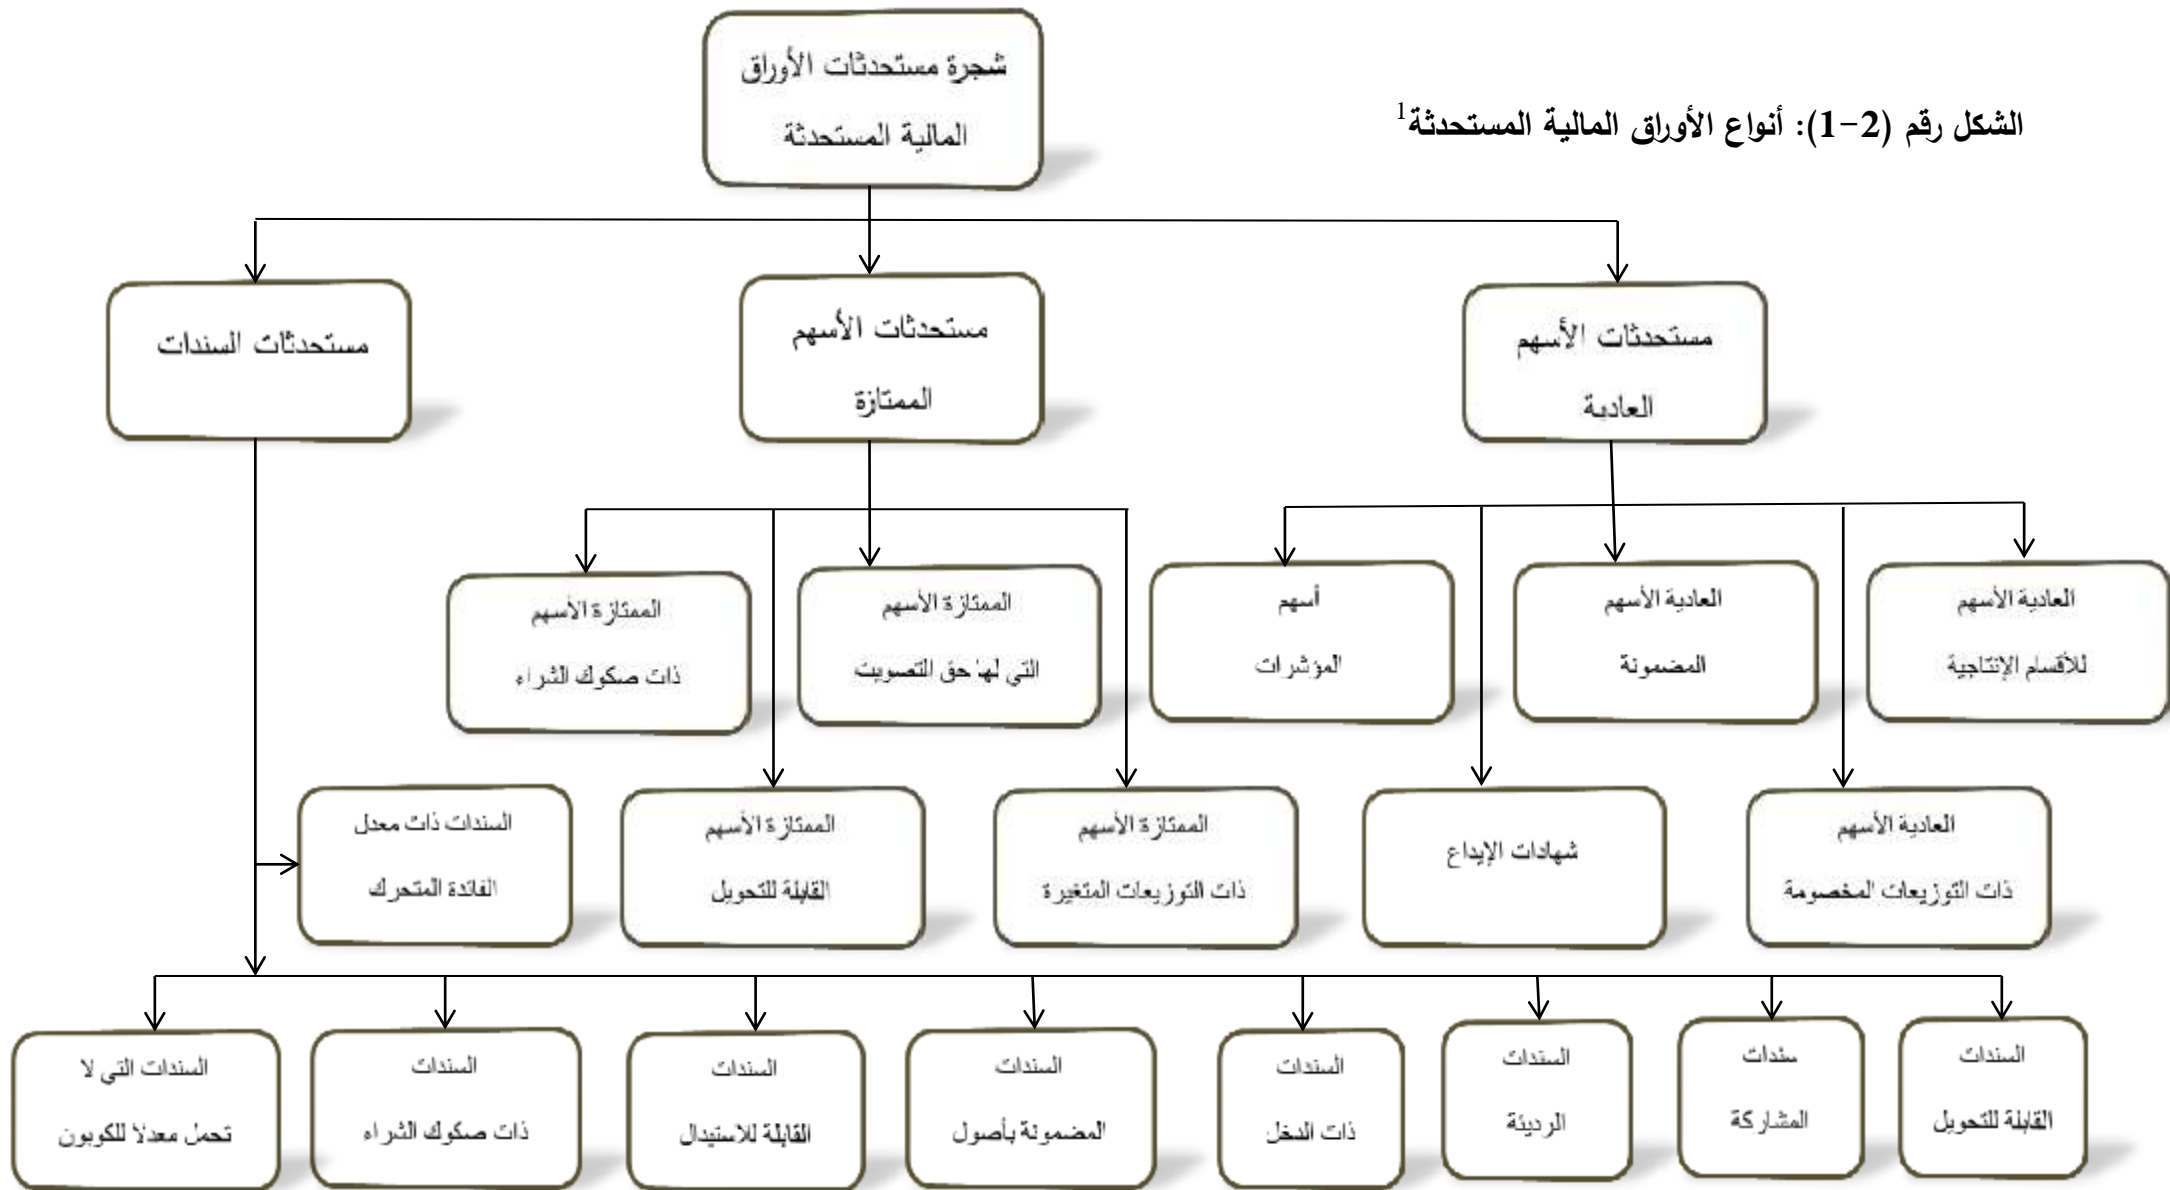 شجرة مستحدثات الأوراق
المالية المستحدثة
الشكل رقم (2-1): أنواع الأوراق المالية المستحدثة¹
مستحدثات الأسهم
العادية
مستحدثات الأسهم
الممتازة
مستحدثات السندات
العادية الأسهم
للأقسام الإنتاجية
العادية الأسهم
المضمونة
أسهم
المؤشرات
الممتازة الأسهم
التي لها حق التصويت
الممتازة الأسهم
ذات صكوك الشراء
العادية الأسهم
ذات التوزيعات المخصومة
شهادات الإيداع
الممتازة الأسهم
ذات التوزيعات المتغيرة
الممتازة الأسهم
القابلة للتحويل
السندات ذات معدل
الفائدة المتحرك
السندات
القابلة للتحويل
سندات
المشاركة
السندات
الرديئة
السندات
ذات الدخل
السندات
المضمونة بأصول
السندات
القابلة للاستبدال
السندات
ذات صكوك الشراء
السندات التي لا
تحمل معدلا للكوبون